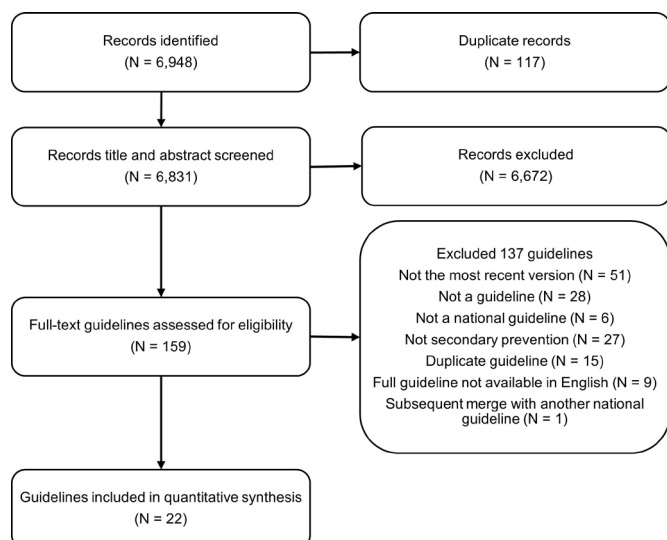 Records identified
(N = 6,948)
Duplicate records
(N = 117)
Records title and abstract screened
(N = 6,831)
Records excluded
(N = 6,672)
Full-text guidelines assessed for eligibility
(N = 159)
Excluded 137 guidelines
Not the most recent version (N = 51)
Not a guideline (N = 28)
Not a national guideline (N = 6)
Not secondary prevention (N = 27)
Duplicate guideline (N = 15)
Full guideline not available in English (N = 9)
Subsequent merge with another national
guideline (N = 1)
Guidelines included in quantitative synthesis
(N = 22)